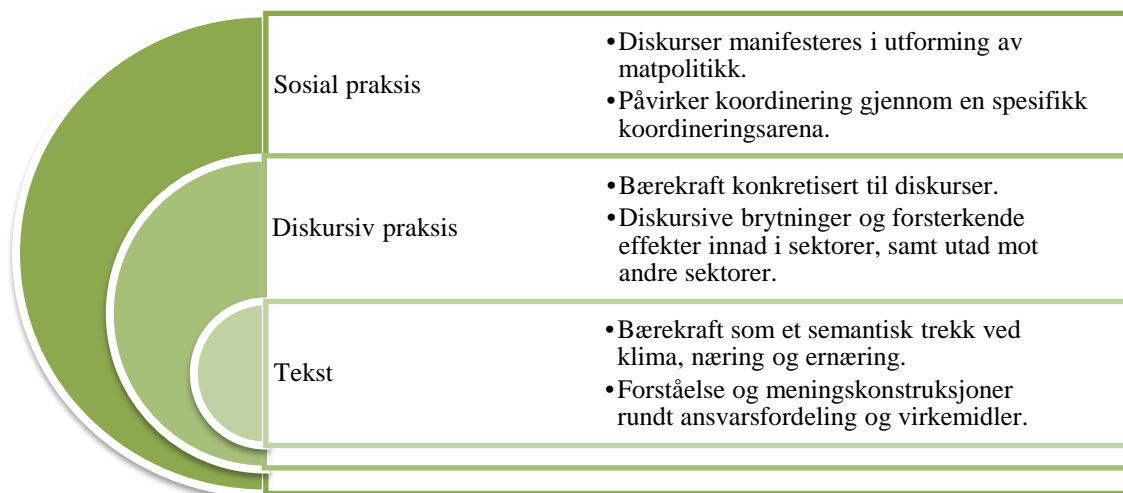 Sosial praksis
•Diskurser manifesteres i utforming av
matpolitikk.
•Påvirker koordinering gjennom en spesifikk
koordineringsarena.
Diskursiv praksis
•Bærekraft konkretisert til diskurser.
•Diskursive brytninger og forsterkende
effekter innad i sektorer, samt utad mot
andre sektorer.
Tekst
•Bærekraft som et semantisk trekk ved
klima, næring og ernæring.
•Forståelse og meningskonstruksjoner
rundt ansvarsfordeling og virkemidler.